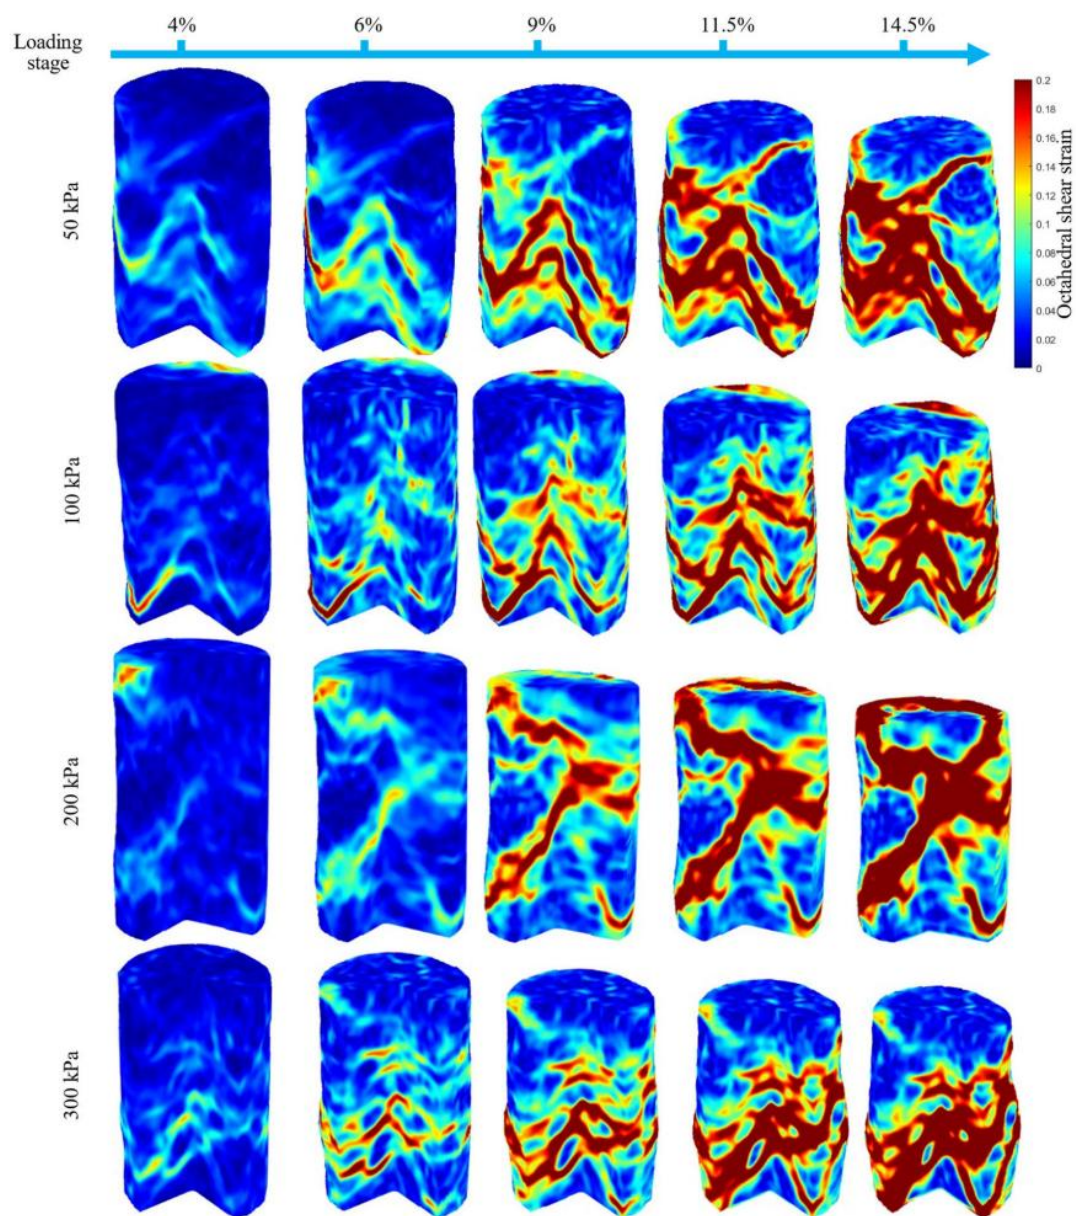 4% 6% 9% 11.5% 14.5%
Loading
stage
0.2
0.18
0.16
0.14
0.12
0.1
0.08
0.06
0.04
0.02
0
Octahedral shear strain
50 kPa
100 kPa
200 kPa
300 kPa